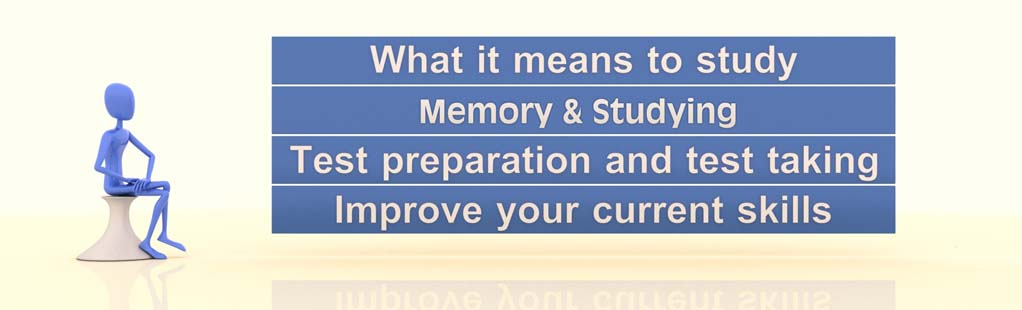 What it means to study
Memory & Studying
Test preparation and test taking
Improve your current skills